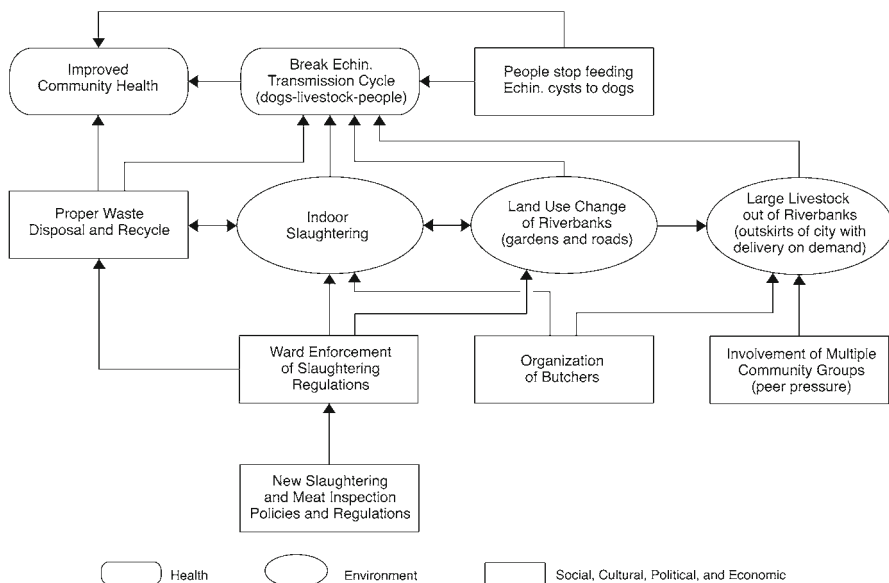 Improved
Community Health
Break Echin.
Transmission Cycle
(dogs-livestock-people)
People stop feeding
Echin. cysts to dogs
Proper Waste
Disposal and Recycle
Indoor
Slaughtering
Land Use Change
of Riverbanks
(gardens and roads)
Large Livestock
out of Riverbanks
(outskirts of city with
delivery on demand)
Ward Enforcement
of Slaughtering
Regulations
Organization
of Butchers
Involvement of Multiple
Community Groups
(peer pressure)
New Slaughtering
and Meat Inspection
Policies and Regulations
Health
Environment
Social, Cultural, Political, and Economic